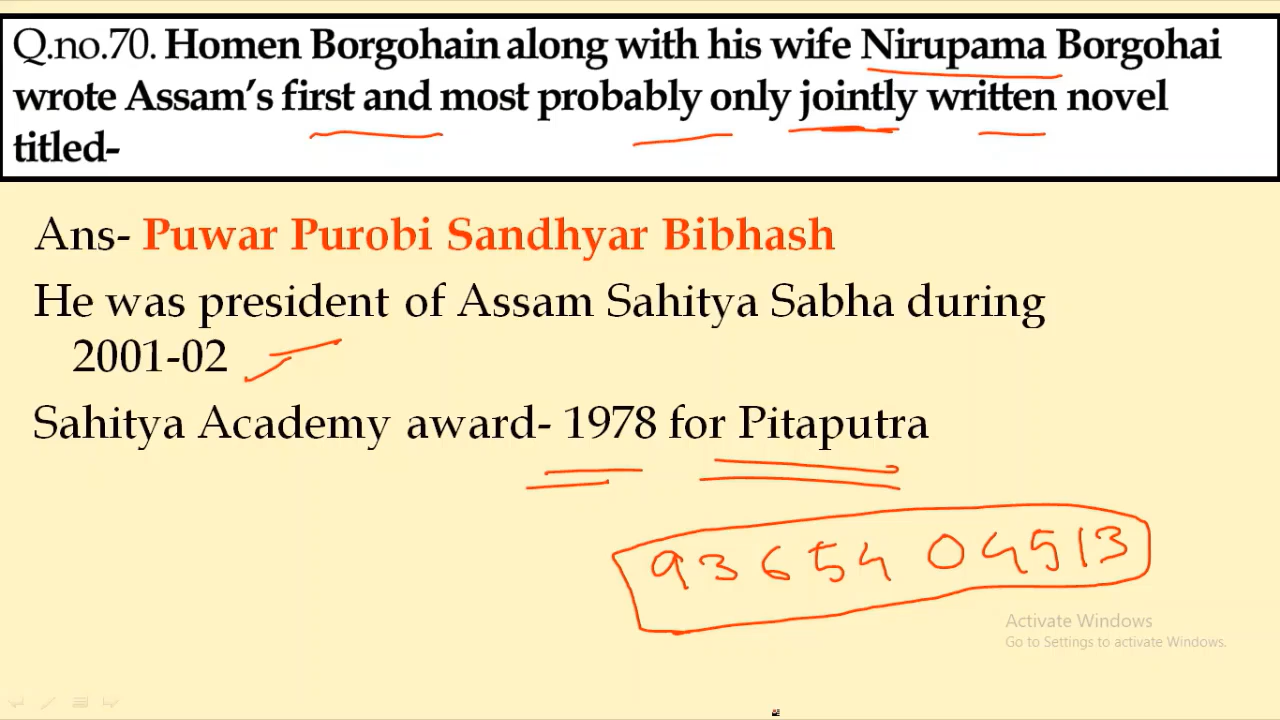 Q.no.70. Homen Borgohain along with his wife Nirupama Borgohai
wrote Assam's first and most probably only jointly written novel
titled-
Ans- Puwar Purobi Sandhyar Bibhash
He was president of Assam Sahitya Sabha during
2001-02
Sahitya Academy award- 1978 for Pitaputra
93654 04513
Activate Windows
Go to Settings to activate Windows.